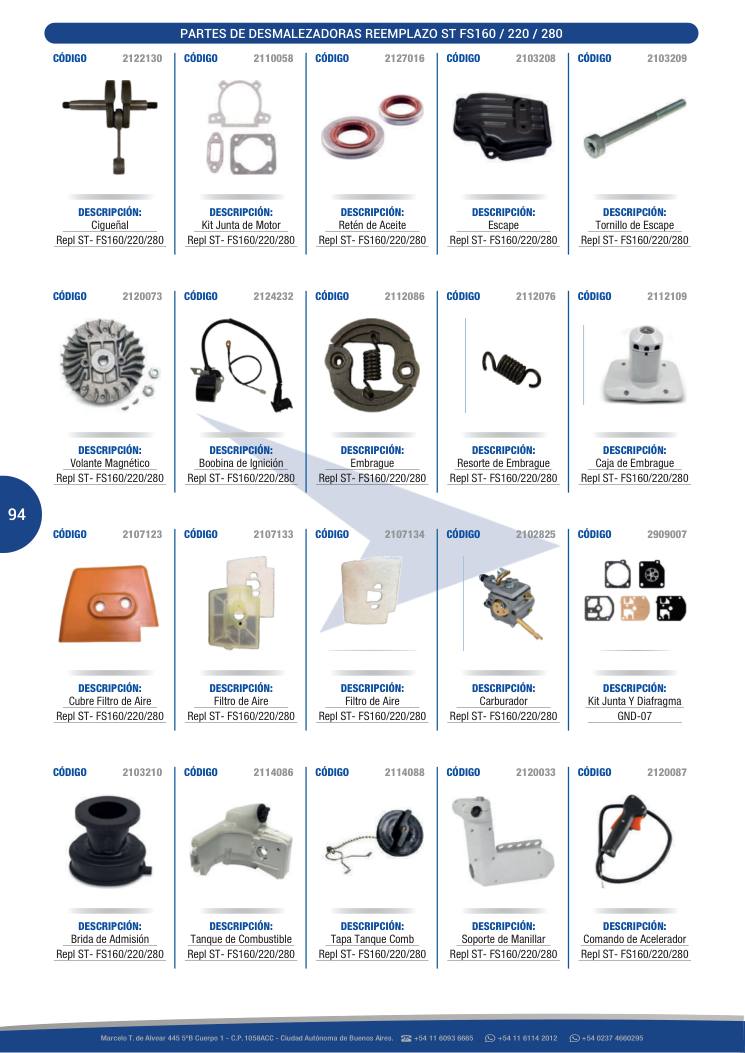 PARTES DE DESMALEZADORAS REEMPLAZO ST FS160 / 220 / 280
CÓDIGO 2122130
DESCRIPCIÓN:
Cigueñal
Repl ST- FS160/220/280
CÓDIGO 2110058
DESCRIPCIÓN:
Kit Junta de Motor
Repl ST- FS160/220/280
CÓDIGO 2127016
DESCRIPCIÓN:
Retén de Aceite
Repl ST- FS160/220/280
CÓDIGO 2103208
DESCRIPCIÓN:
Escape
Repl ST- FS160/220/280
CÓDIGO 2103209
DESCRIPCIÓN:
Tornillo de Escape
Repl ST- FS160/220/280
CÓDIGO 2120073
DESCRIPCIÓN:
Volante Magnético
Repl ST- FS160/220/280
CÓDIGO 2124232
DESCRIPCIÓN:
Boobina de Ignición
Repl ST- FS160/220/280
CÓDIGO 2112086
DESCRIPCIÓN:
Embrague
Repl ST- FS160/220/280
CÓDIGO 2112076
DESCRIPCIÓN:
Resorte de Embrague
Repl ST- FS160/220/280
CÓDIGO 2112109
DESCRIPCIÓN:
Caja de Embrague
Repl ST- FS160/220/280
94
CÓDIGO 2107123
DESCRIPCIÓN:
Cubre Filtro de Aire
Repl ST- FS160/220/280
CÓDIGO 2107133
DESCRIPCIÓN:
Filtro de Aire
Repl ST- FS160/220/280
CÓDIGO 2107134
DESCRIPCIÓN:
Filtro de Aire
Repl ST- FS160/220/280
CÓDIGO 2102825
DESCRIPCIÓN:
Carburador
Repl ST- FS160/220/280
CÓDIGO 2909007
DESCRIPCIÓN:
Kit Junta Y Diafragma
GND-07
CÓDIGO 2103210
DESCRIPCIÓN:
Brida de Admisión
Repl ST- FS160/220/280
CÓDIGO 2114086
DESCRIPCIÓN:
Tanque de Combustible
Repl ST- FS160/220/280
CÓDIGO 2114088
DESCRIPCIÓN:
Tapa Tanque Comb
Repl ST- FS160/220/280
CÓDIGO 2120033
DESCRIPCIÓN:
Soporte de Manillar
Repl ST- FS160/220/280
CÓDIGO 2120087
DESCRIPCIÓN:
Comando de Acelerador
Repl ST- FS160/220/280
Marcelo T. de Alvear 445 5ºB Cuerpo 1 - C.P. 1058ACC - Ciudad Autónoma de Buenos Aires. +54 11 6093 6665 +54 11 6114 2012 +54 0237 4660295